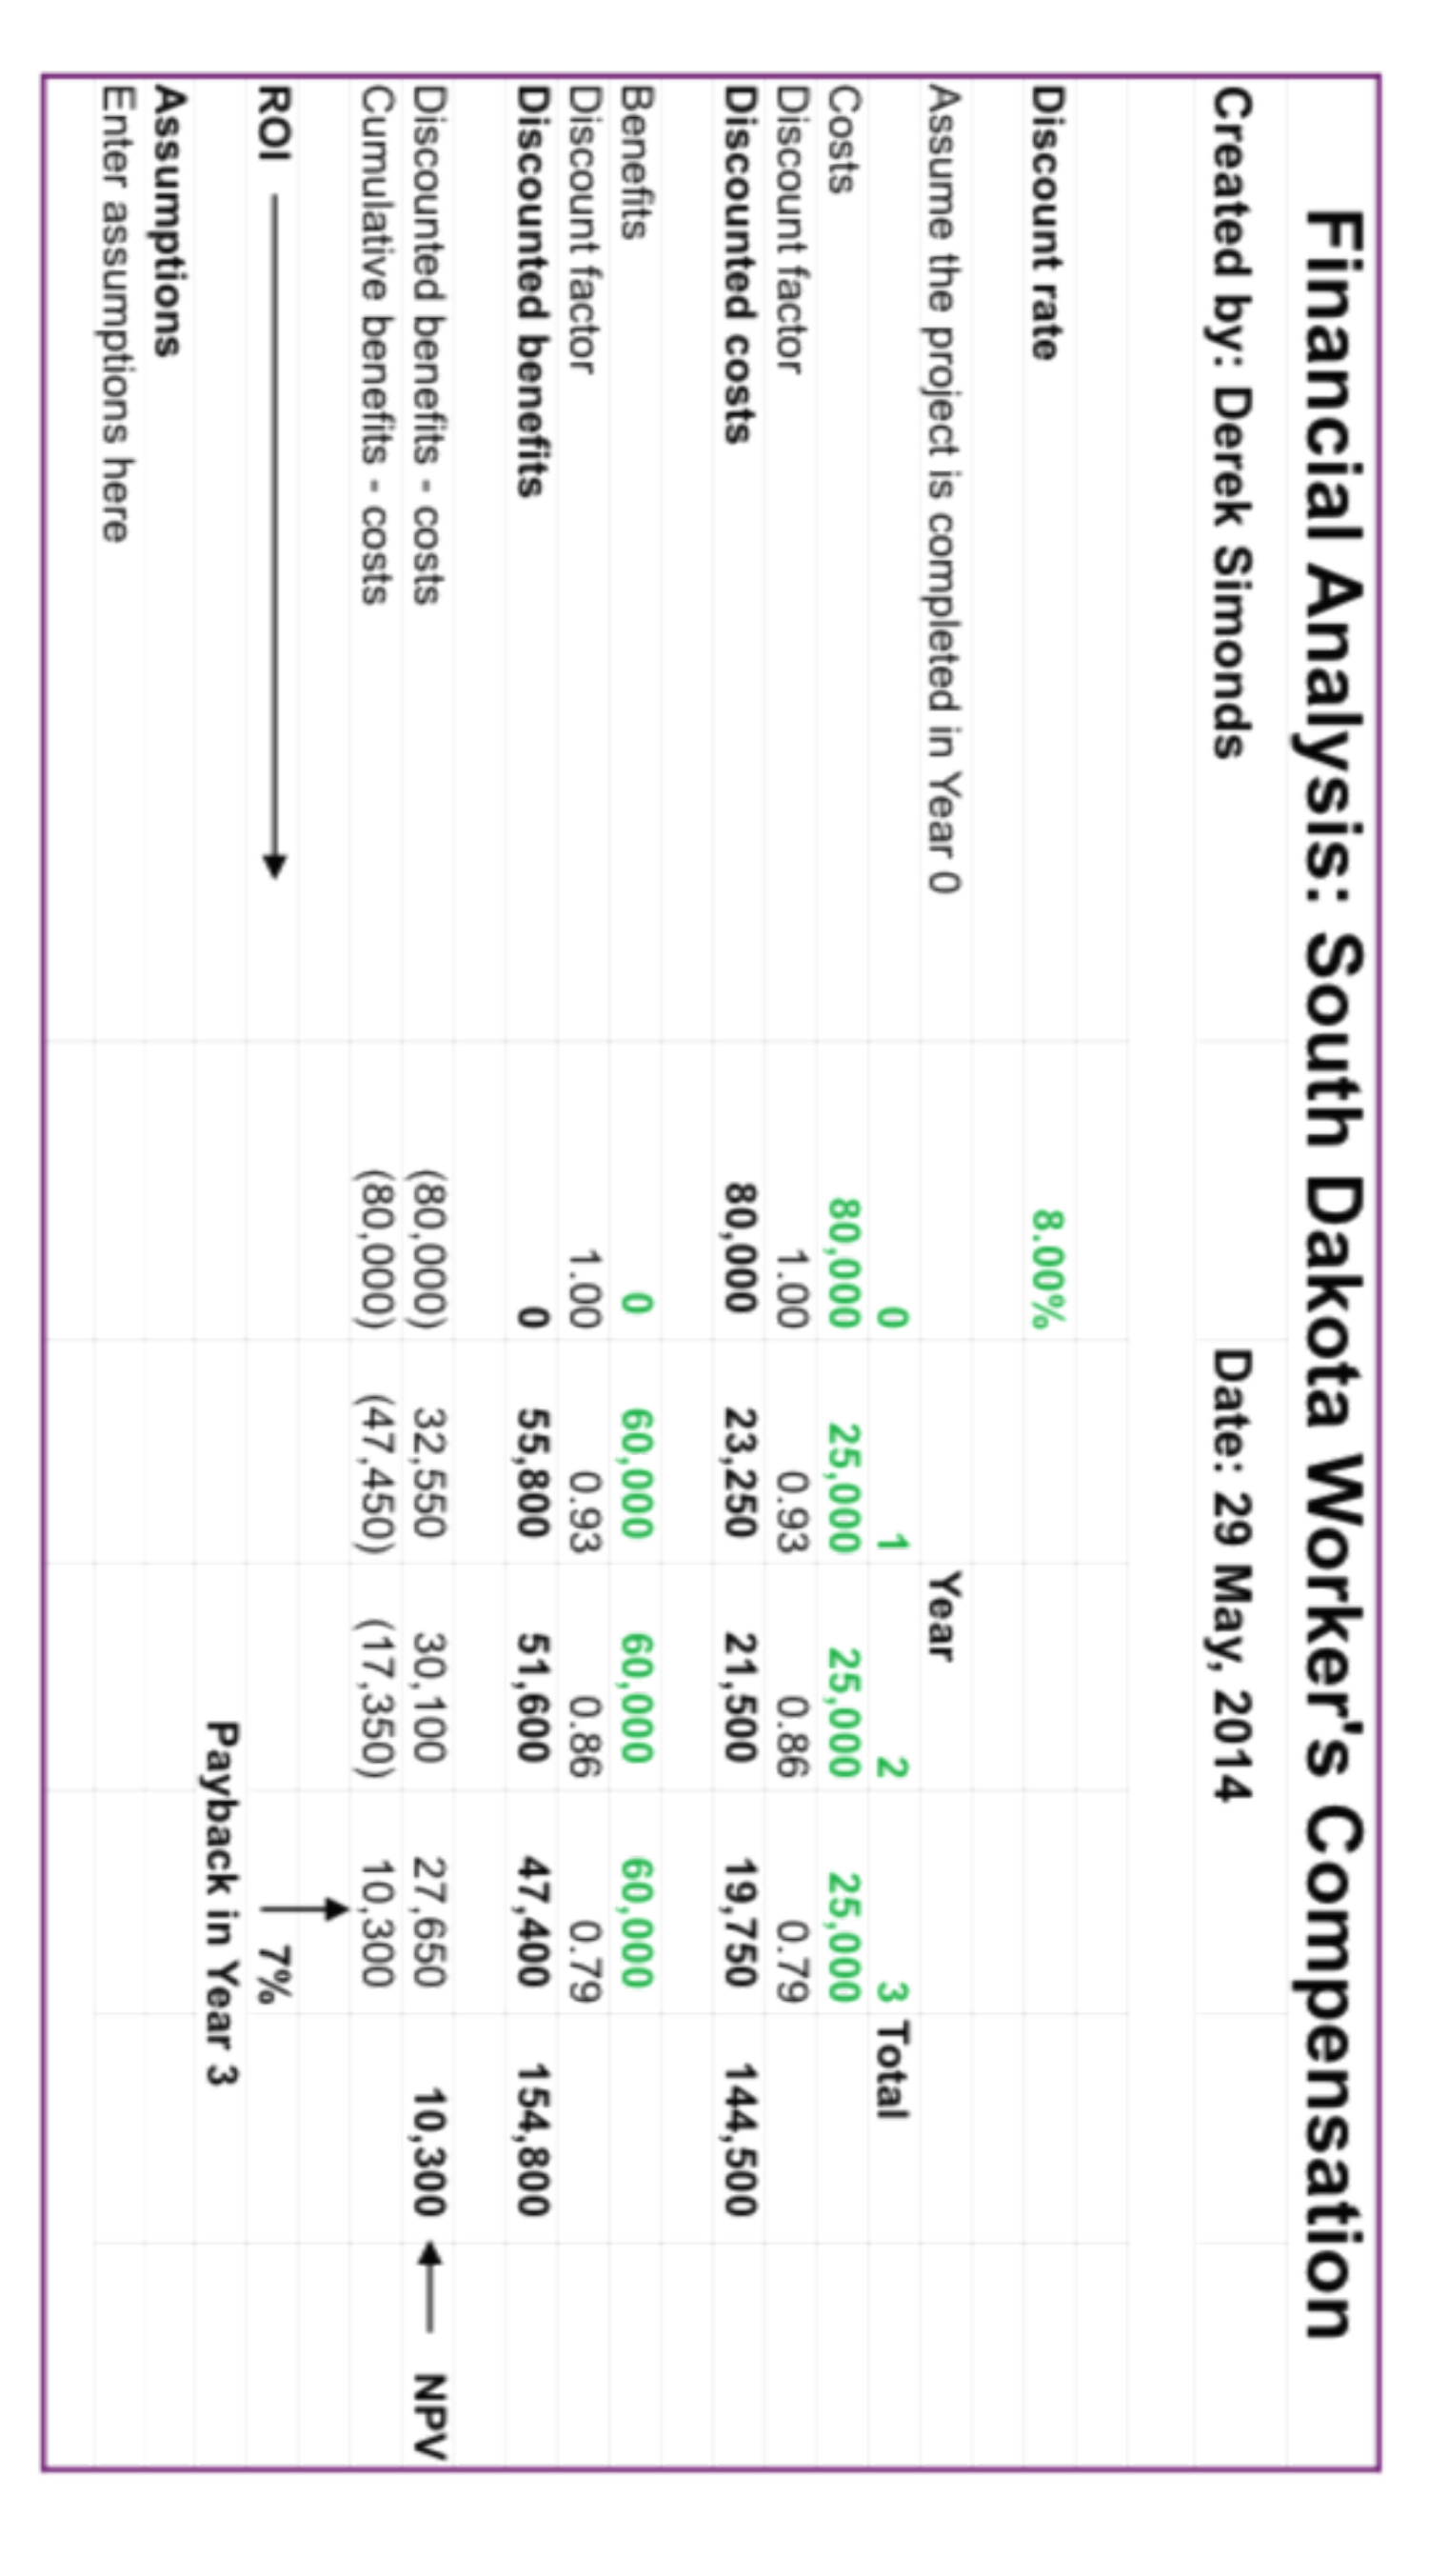 Financial Analysis: South Dakota Worker's Compensation
Created by: Derek Simonds Date: 29 May, 2014
Discount rate 8.00%
Assume the project is completed in Year 0 Year
0 1 2 3 Total
Costs 80,000 25,000 25,000 25,000
Discount factor 1.00 0.93 0.86 0.79
Discounted costs 80,000 23,250 21,500 19,750 144,500
Benefits 0 60,000 60,000 60,000
Discount factor 1.00 0.93 0.86 0.79
Discounted benefits 0 55,800 51,600 47,400 154,800
Discounted benefits - costs (80,000) 32,550 30,100 27,650 10,300 NPV
Cumulative benefits - costs (80,000) (47,450) (17,350) 10,300
ROI 7%
Payback in Year 3
Assumptions
Enter assumptions here